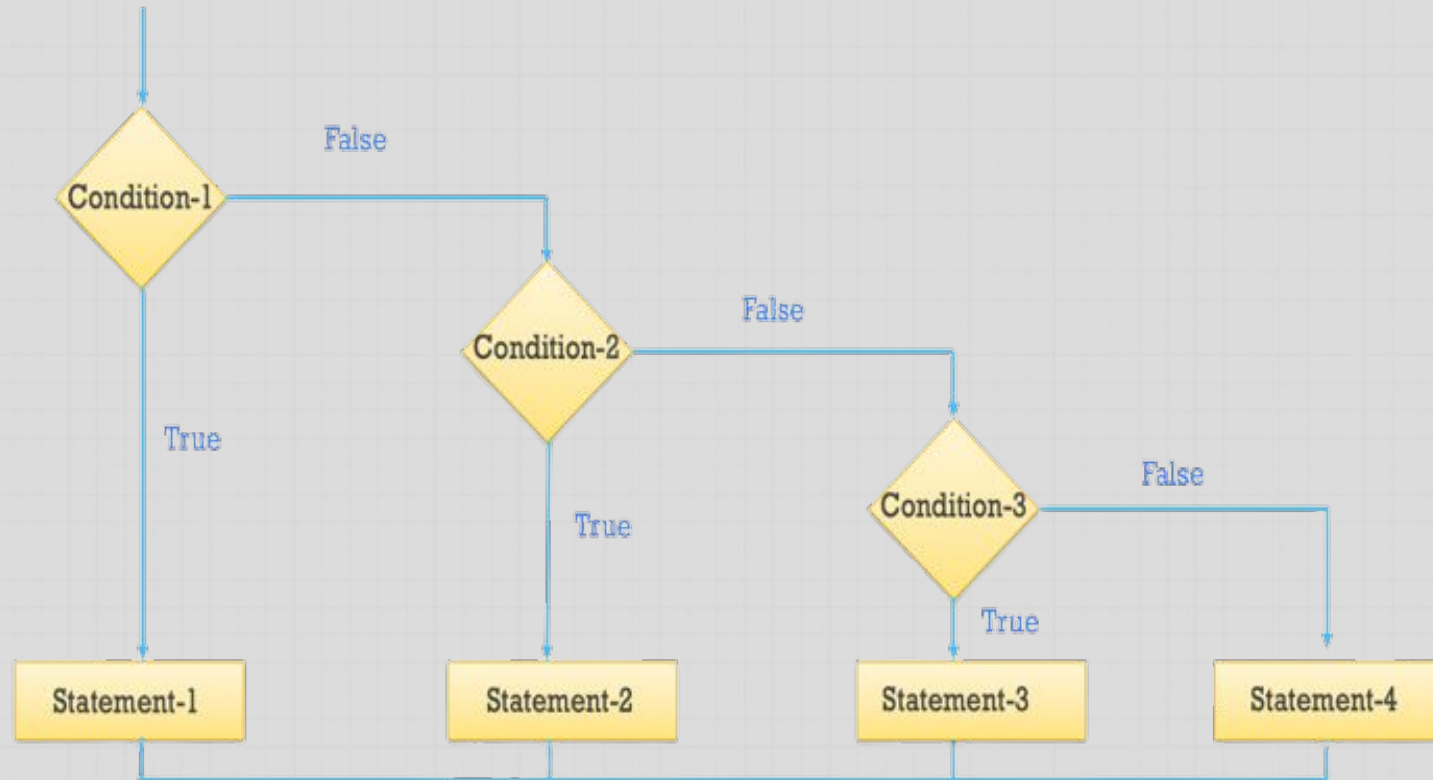 False
Condition-1
False
Condition-2
True
False
Condition-3
True
True
Statement-1
Statement-2
Statement-3
Statement-4